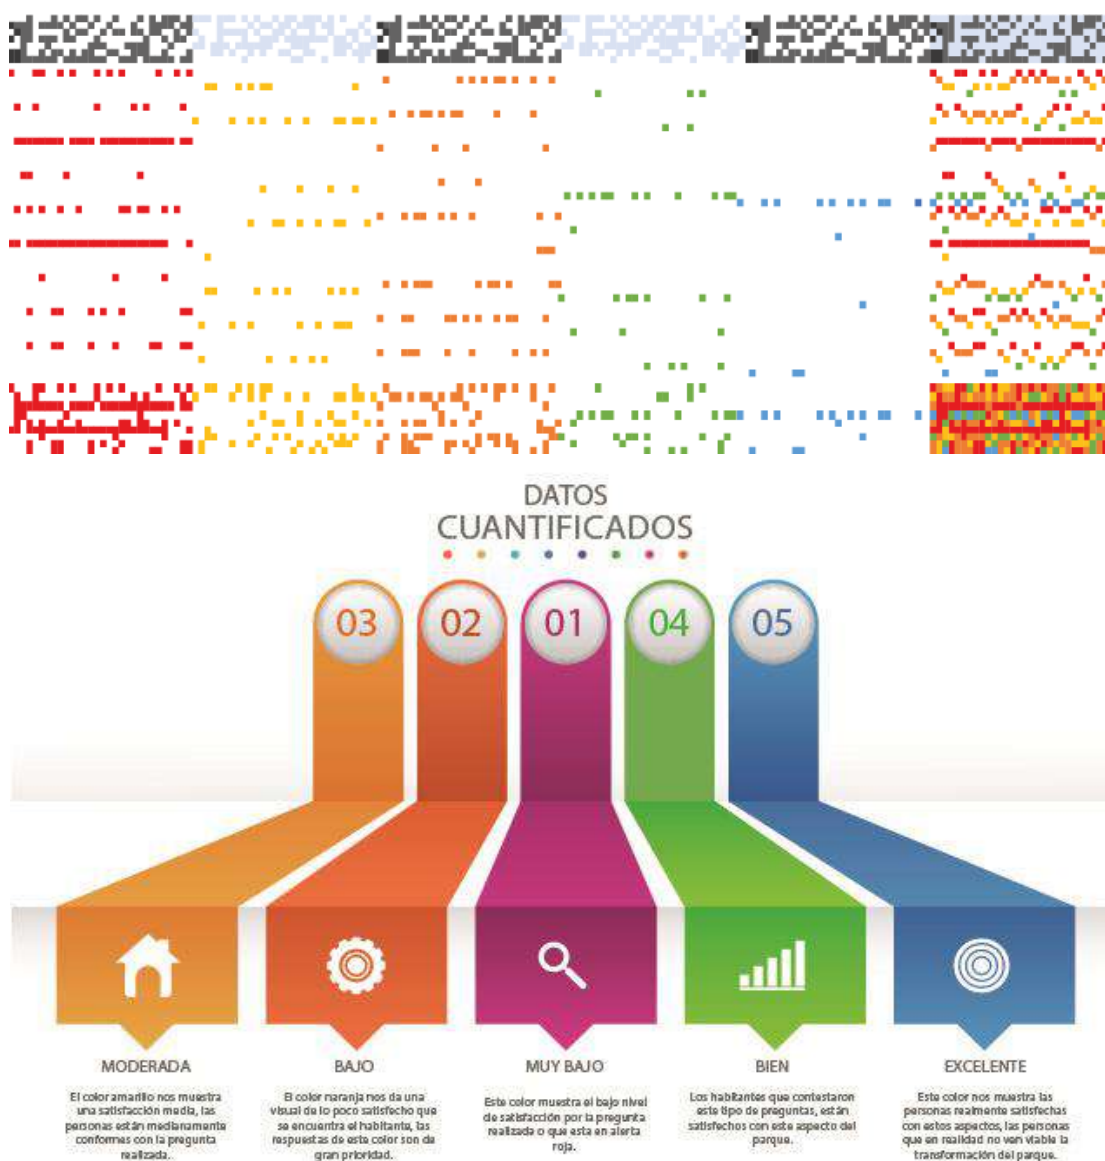 DATOS
CUANTIFICADOS
03
02
01
04
05
MODERADA
El color amarillo nos muestra
una satisfacción media, las
personas están medianamente
conformes con la pregunta
realizada.
BAJO
El color naranja nos da una
visual de lo poco satisfecho que
se encuentra el habitante, las
respuestas de este color son de
gran prioridad.
MUY BAJO
Este color muestra el bajo nivel
de satisfacción por la pregunta
realizada o que esta en alerta
roja.
BIEN
Los habitantes que contestaron
este tipo de preguntas, están
satisfechos con este aspecto del
parque.
EXCELENTE
Este color nos muestra las
personas realmente satisfechas
con estos aspectos, las personas
que en realidad no ven viable la
transformación del parque.